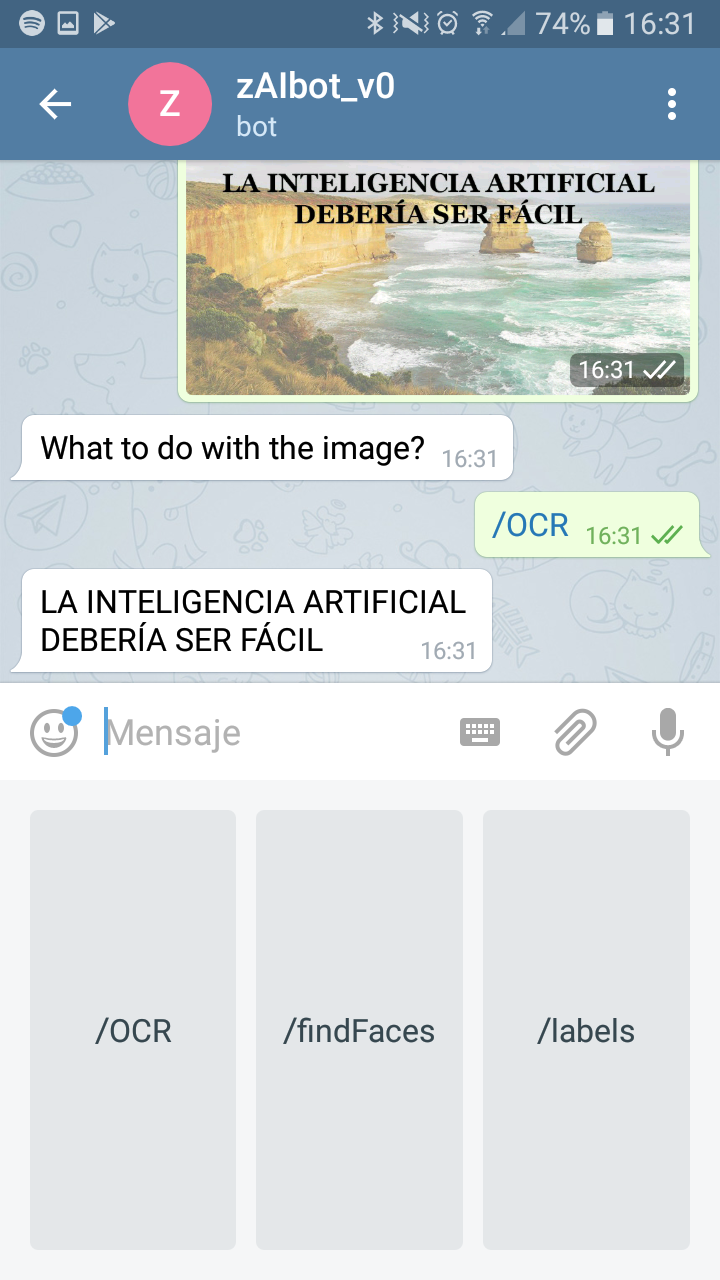 74% 16:31
Z
zAIbot_v0
bot
LA INTELIGENCIA ARTIFICIAL
DEBERÍA SER FÁCIL
16:31
What to do with the image? 16:31
/OCR 16:31
LA INTELIGENCIA ARTIFICIAL
DEBERÍA SER FÁCIL 16:31
Mensaje
/OCR /findFaces /labels